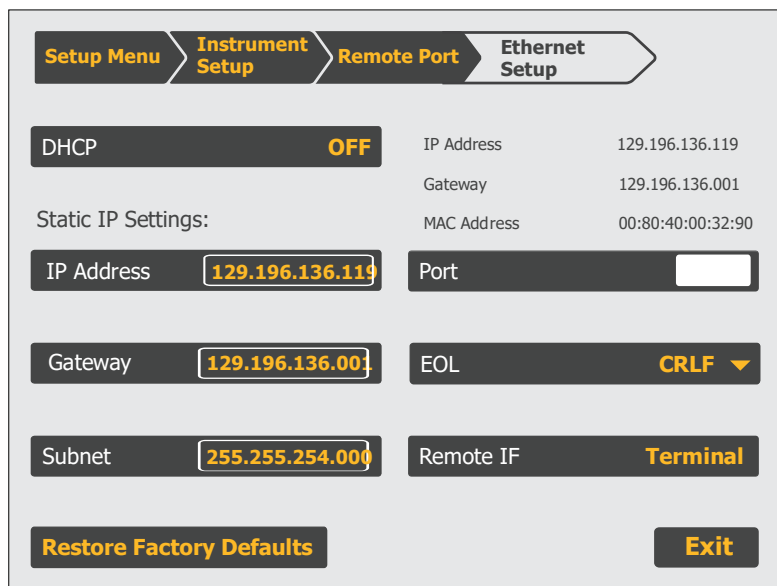 Setup Menu
Instrument
Setup
Remote Port
Ethernet
Setup
DHCP OFF
IP Address 129.196.136.119
Gateway 129.196.136.001
Static IP Settings:
MAC Address 00:80:40:00:32:90
IP Address 129.196.136.119
Port
Gateway 129.196.136.001
EOL CRLF
Subnet 255.255.254.000
Remote IF Terminal
Restore Factory Defaults
Exit